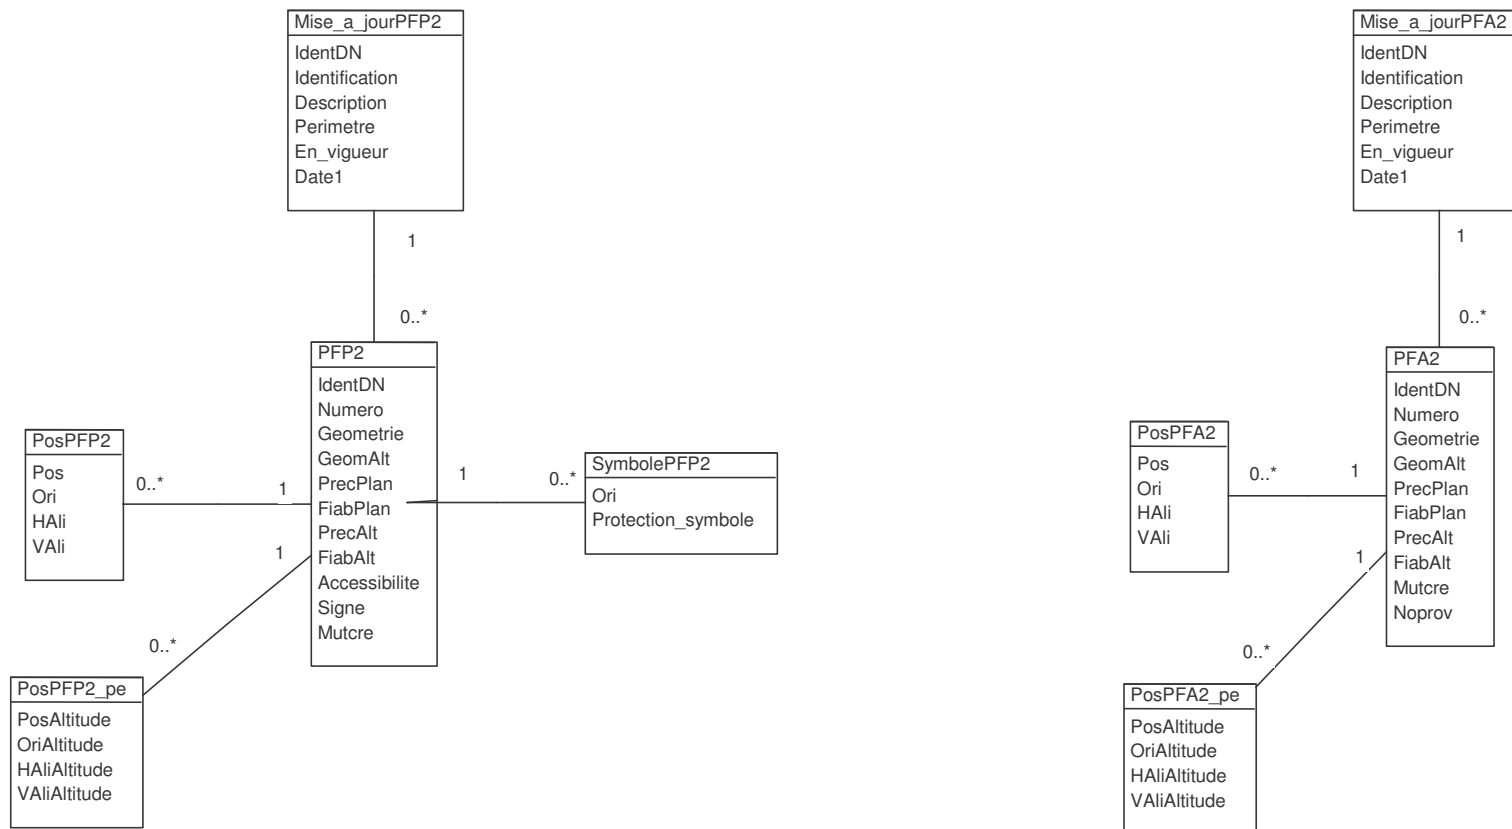 Mise_a_jourPFP2
IdentDN
Identification
Description
Perimetre
En_vigueur
Date1
1
0..*
PFP2
IdentDN
Numero
Geometrie
GeomAlt
PrecPlan
FiabPlan
PrecAlt
FiabAlt
Accessibilite
Signe
Mutcre
PosPFP2
Pos
Ori
HAli
VAli
0..*
1
1
0..*
SymbolePFP2
Ori
Protection_symbole
1
0..*
PosPFP2_pe
PosAltitude
OriAltitude
HAliAltitude
VAliAltitude
Mise_a_jourPFA2
IdentDN
Identification
Description
Perimetre
En_vigueur
Date1
1
0..*
PFA2
IdentDN
Numero
Geometrie
GeomAlt
PrecPlan
FiabPlan
PrecAlt
FiabAlt
Mutcre
Noprov
PosPFA2
Pos
Ori
HAli
VAli
0..*
1
1
0..*
PosPFA2_pe
PosAltitude
OriAltitude
HAliAltitude
VAliAltitude